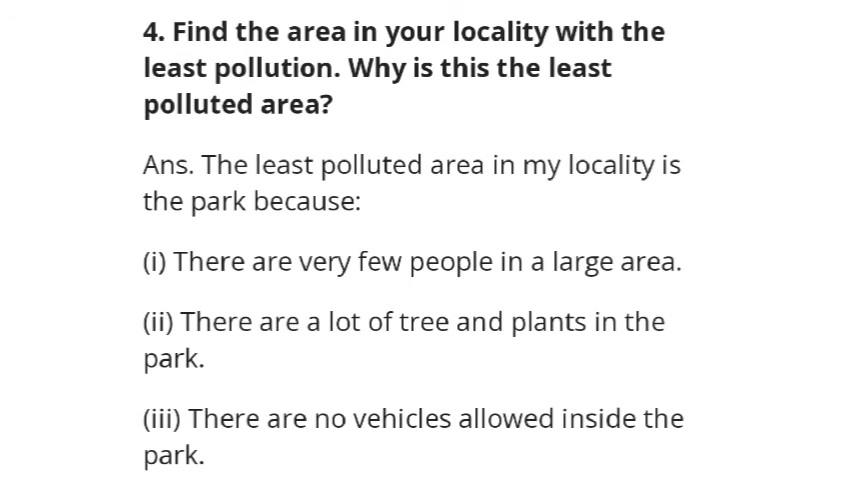 4. Find the area in your locality with the
least pollution. Why is this the least
polluted area?
Ans. The least polluted area in my locality is
the park because:
(i) There are very few people in a large area.
(ii) There are a lot of tree and plants in the
park.
(iii) There are no vehicles allowed inside the
park.